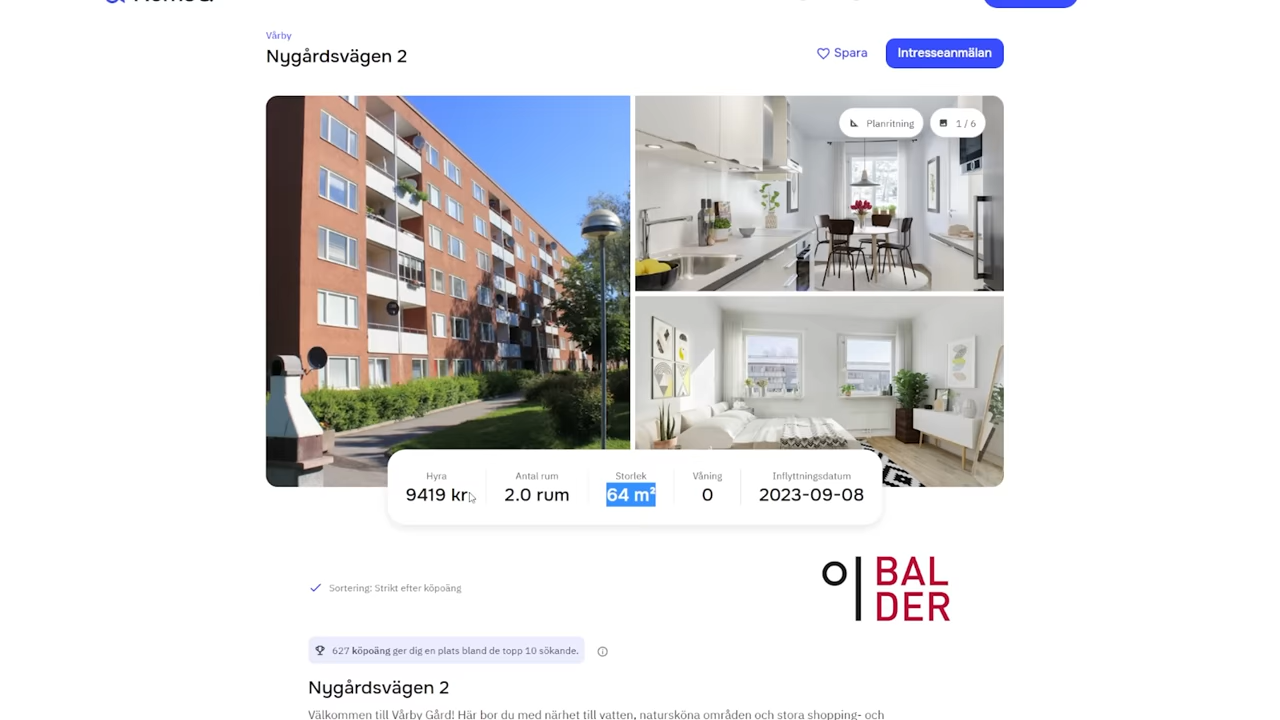 Vårby
Nygårdsvägen 2
Spara
Intresseanmälan
Planritning
1 / 6
Hyra
9419 kr
Antal rum
2.0 rum
Storlek
64 m²
Våning
0
Inflyttningsdatum
2023-09-08
BAL
DER
Sortering: Strikt efter köpoäng
627 köpoäng ger dig en plats bland de topp 10 sökande.
Nygårdsvägen 2
Välkommen till Vårby Gård! Här bor du med närhet till vatten, natursköna områden och stora shopping- och